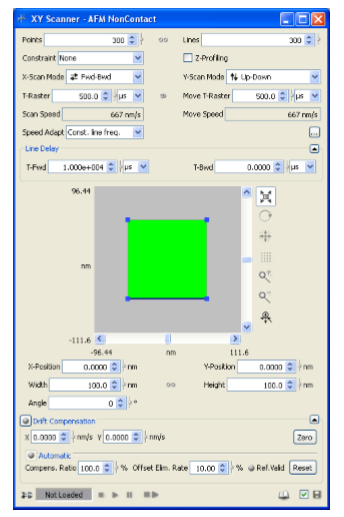 XY Scanner - AFM NonContact
Points 300 Lines 300
Constraint None Z-Profiling
X-Scan Mode Fwd-Bwd Y-Scan Mode Up-Down
T-Raster 500.0 µs Move T-Raster 500.0 µs
Scan Speed 667 nm/s Move Speed 667 nm/s
Speed Adapt Const. line freq. ...
Line Delay
T-Fwd 1.000e+004 µs T-Bwd 0.0000 µs
96.44
nm
-111.6
-96.44 nm 111.6
X-Position 0.0000 nm Y-Position 0.0000 nm
Width 100.0 nm Height 100.0 nm
Angle 0 °
Drift Compensation
X 0.0000 nm/s Y 0.0000 nm/s Zero
Automatic
Compens. Ratio 100.0 % Offset Elim. Rate 10.00 % Ref.Valid Reset
Not Loaded